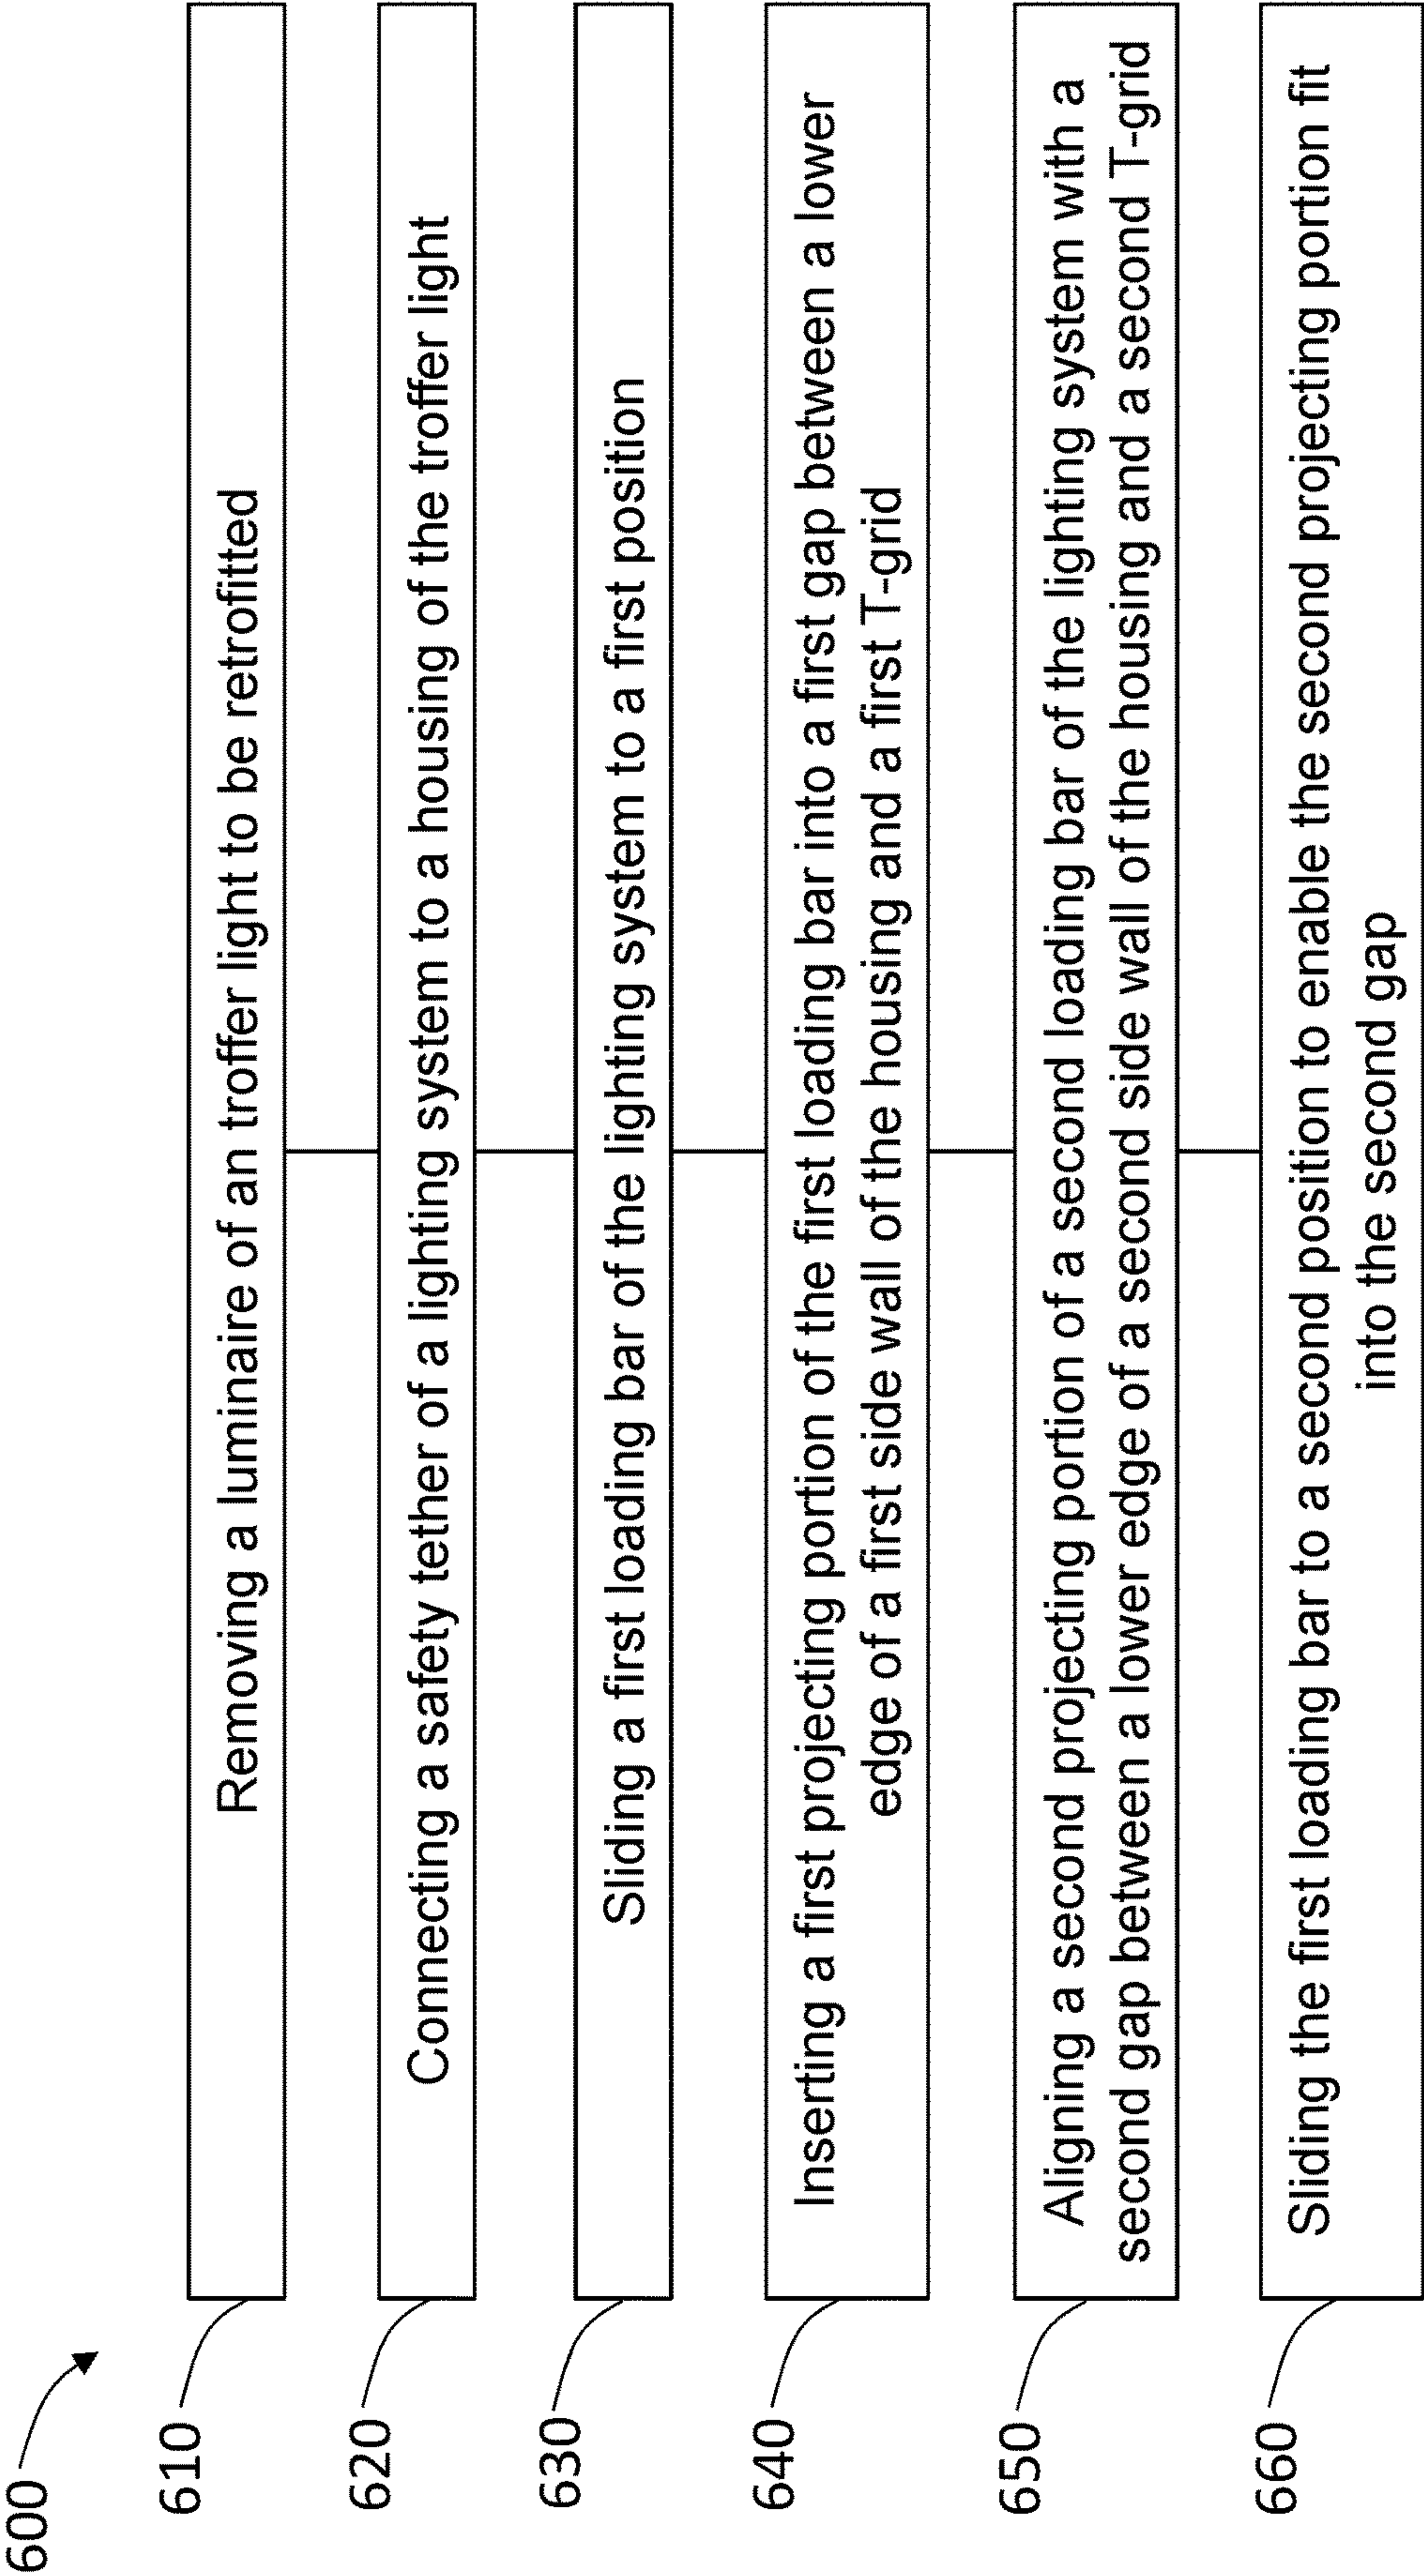 600
610
Removing a luminaire of an troffer light to be retrofitted
620
Connecting a safety tether of a lighting system to a housing of the troffer light
630
Sliding a first loading bar of the lighting system to a first position
640
Inserting a first projecting portion of the first loading bar into a first gap between a lower
edge of a first side wall of the housing and a first T-grid
650
Aligning a second projecting portion of a second loading bar of the lighting system with a
second gap between a lower edge of a second side wall of the housing and a second T-grid
660
Sliding the first loading bar to a second position to enable the second projecting portion fit
into the second gap